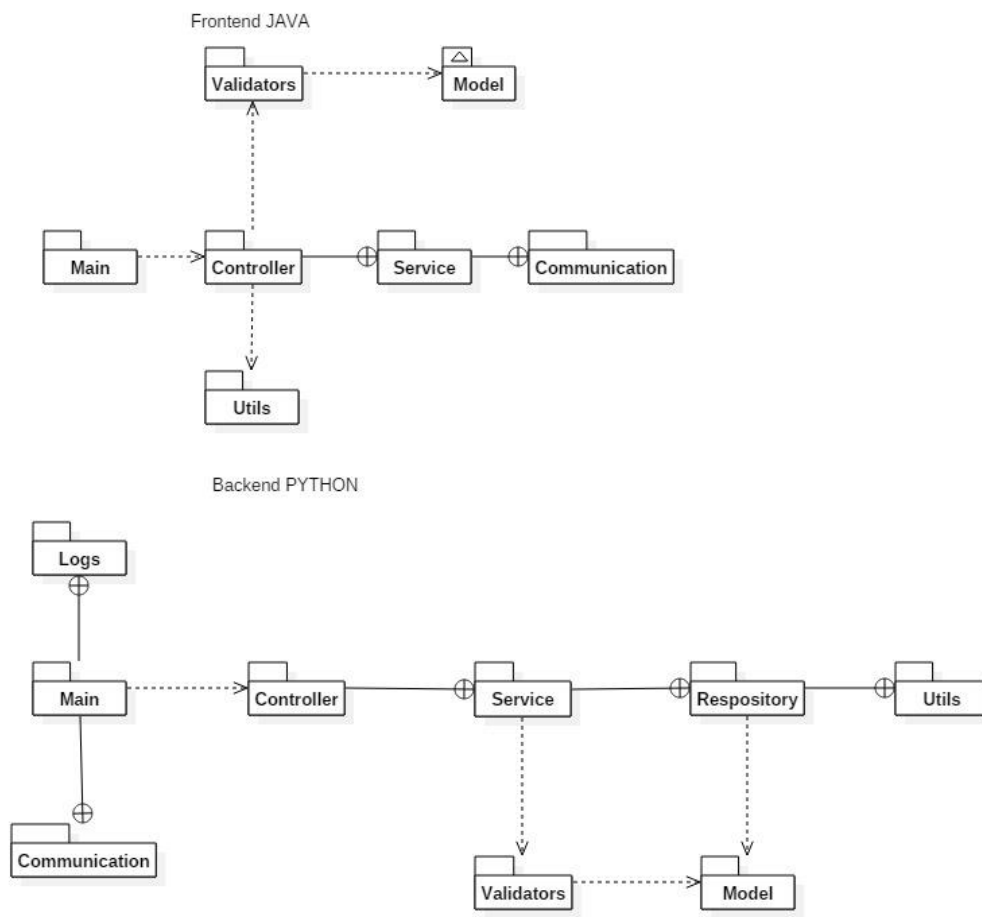 Frontend JAVA
Validators
Model
Main
Controller
Service
Communication
Utils
Backend PYTHON
Logs
Main
Controller
Service
Respository
Utils
Communication
Validators
Model